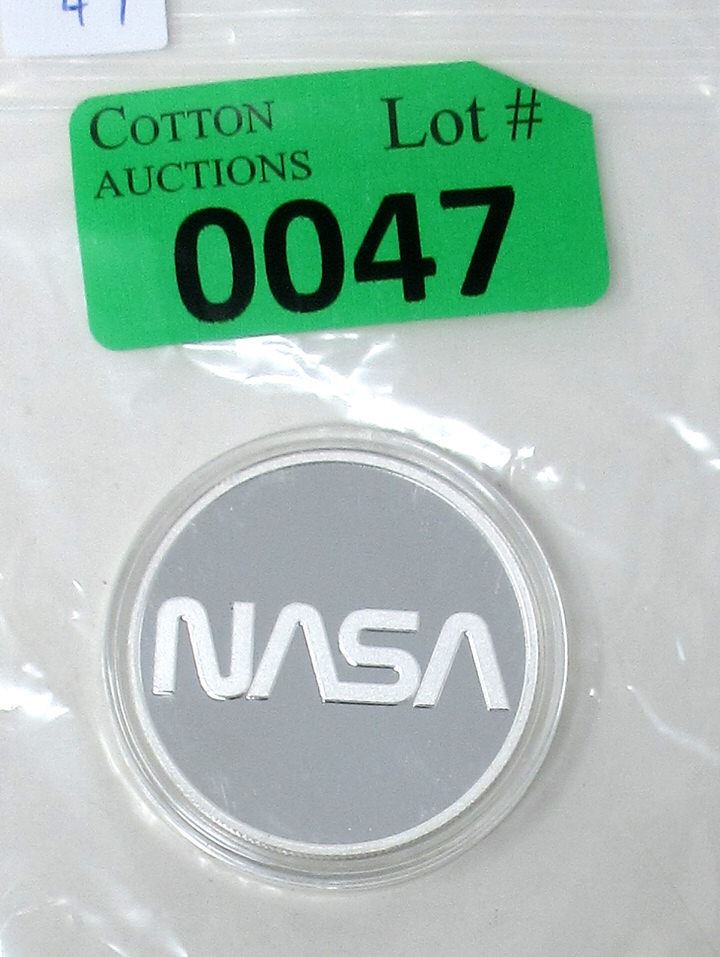 47
COTTON
AUCTIONS
Lot #
0047
NASA